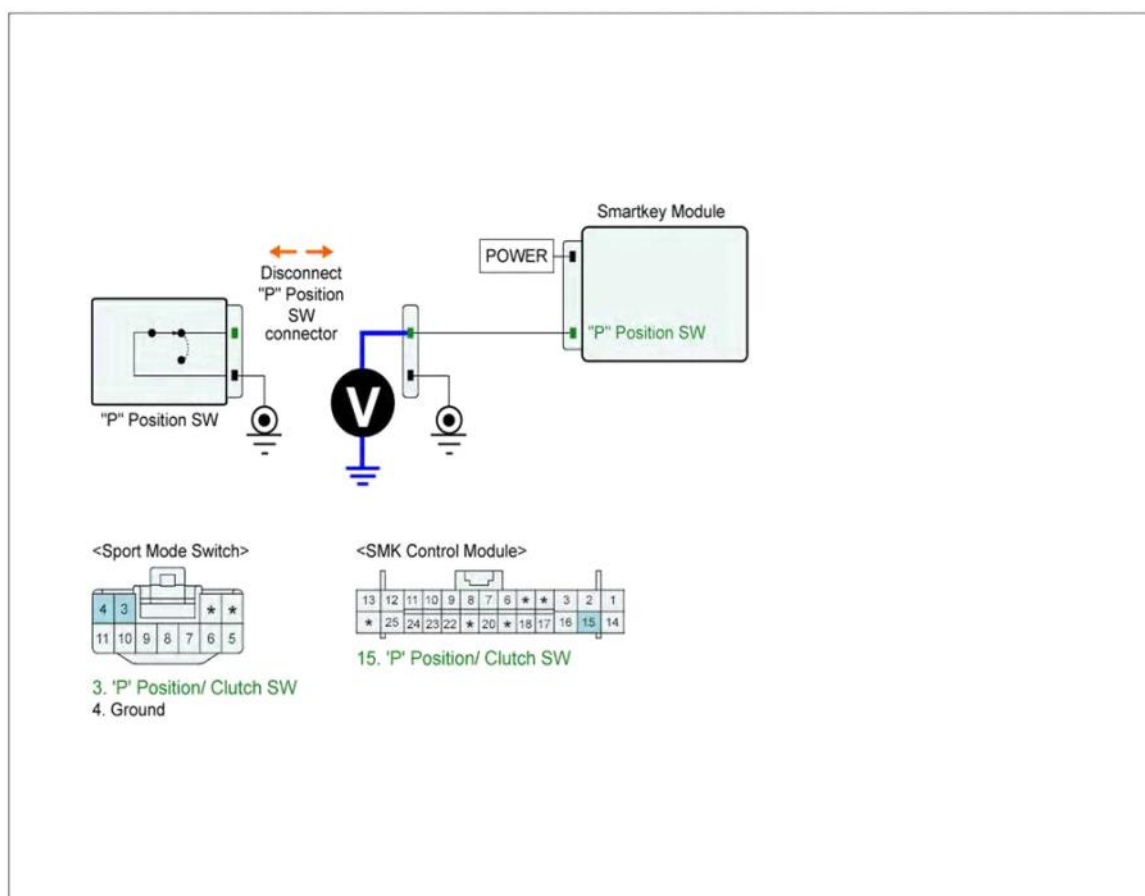 Smartkey Module
POWER
Disconnect
"P" Position
SW
connector
"P" Position SW
V
"P" Position SW
<Sport Mode Switch>
4 3 * *
11 10 9 8 7 6 5
3. 'P' Position/ Clutch SW
4. Ground
<SMK Control Module>
13 12 11 10 9 8 7 6 * * 3 2 1
* 25 24 23 22 * 20 * 18 17 16 15 14
15. 'P' Position/ Clutch SW